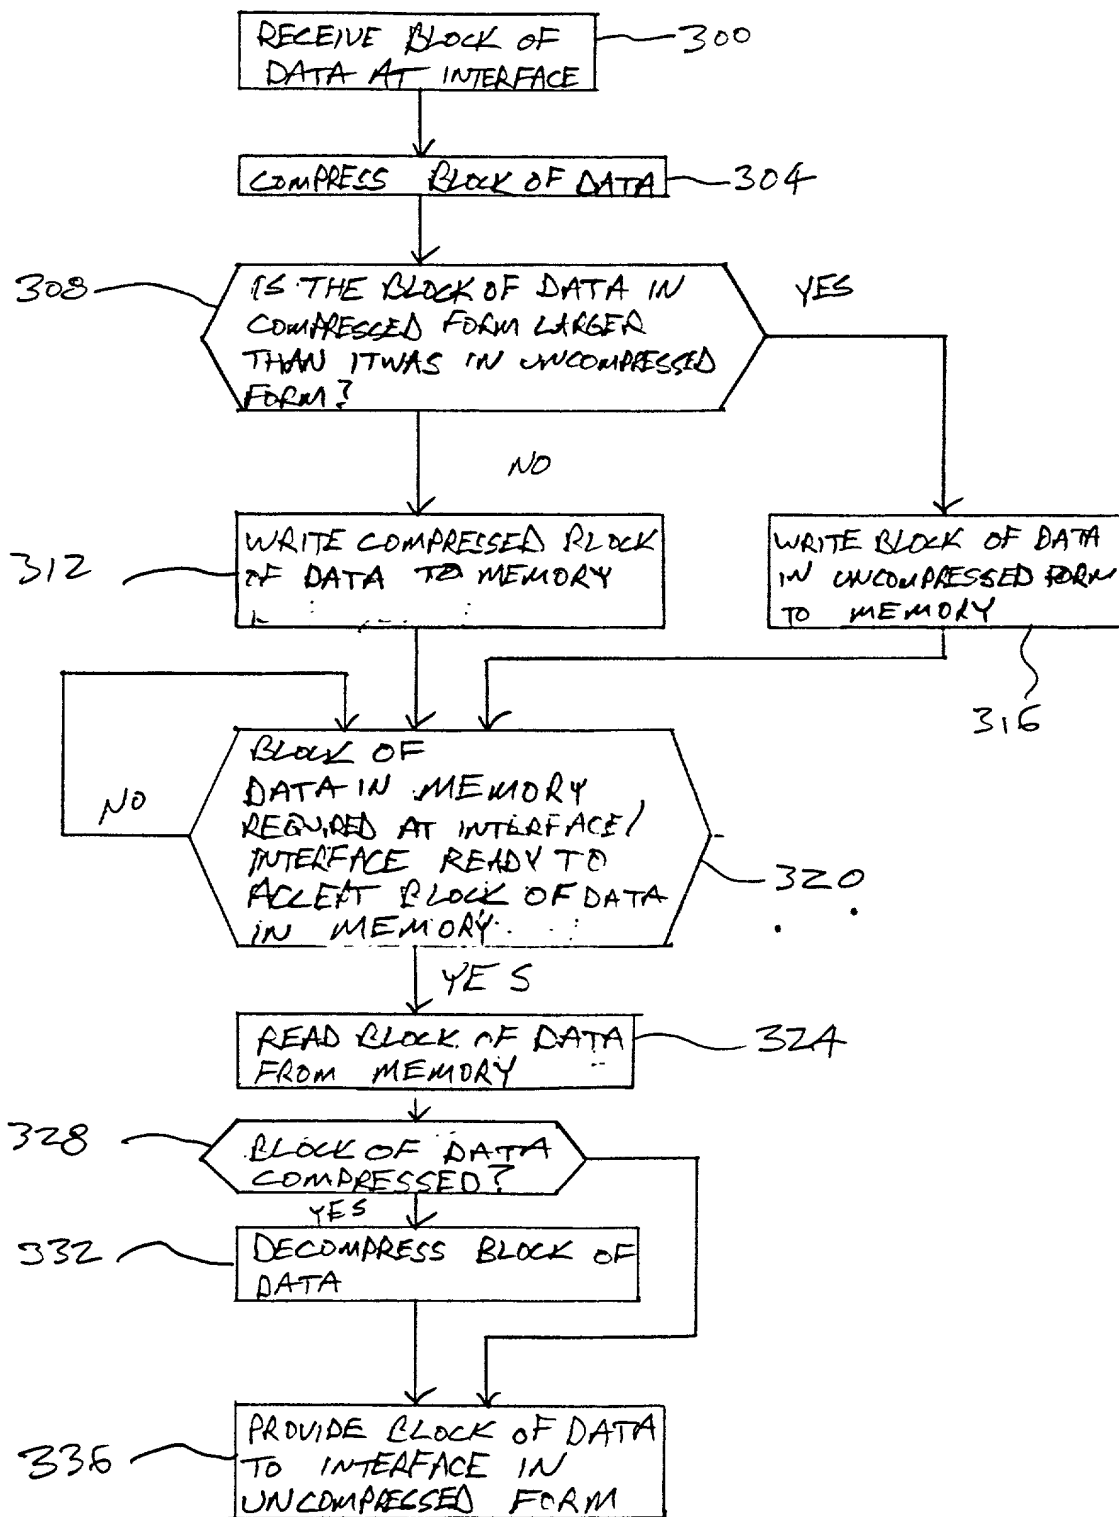 RECEIVE BLOCK OF
DATA AT INTERFACE
300
COMPRESS BLOCK OF DATA
304
308
IS THE BLOCK OF DATA IN
COMPRESSED FORM LARGER
THAN IT WAS IN UNCOMPRESSED
FORM?
YES
NO
312
WRITE COMPRESSED BLOCK
OF DATA TO MEMORY
WRITE BLOCK OF DATA
IN UNCOMPRESSED FORM
TO MEMORY
316
NO
BLOCK OF
DATA IN MEMORY
REQUIRED AT INTERFACE/
INTERFACE READY TO
ACCEPT BLOCK OF DATA
IN MEMORY
320
YES
READ BLOCK OF DATA
FROM MEMORY
324
328
BLOCK OF DATA
COMPRESSED?
YES
332
DECOMPRESS BLOCK OF
DATA
336
PROVIDE BLOCK OF DATA
TO INTERFACE IN
UNCOMPRESSED FORM